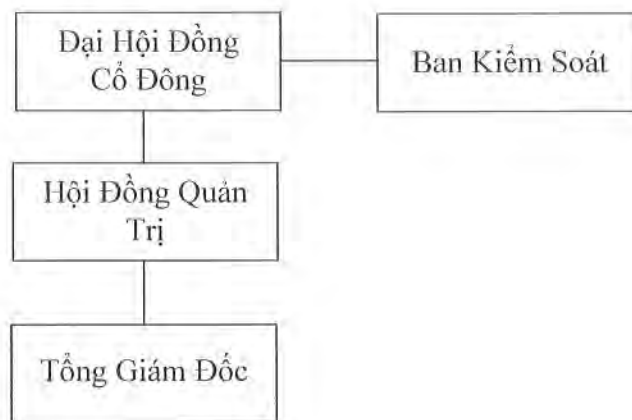 Đại Hội Đồng
Cổ Đông
Ban Kiểm Soát
Hội Đồng Quản
Trị
Tổng Giám Đốc